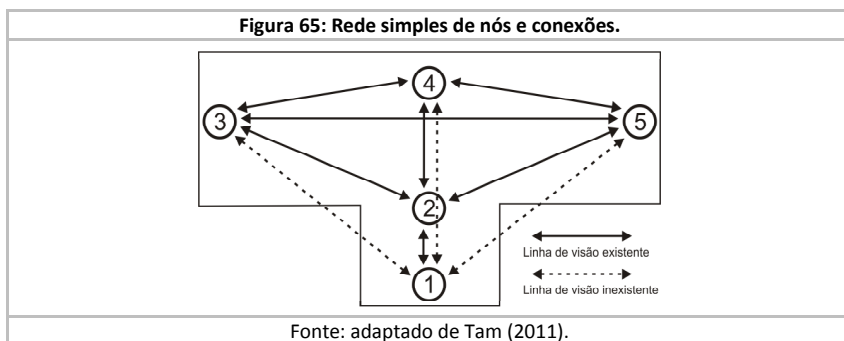 Figura 65: Rede simples de nós e conexões.
4
3
5
2
1
Linha de visão existente
Linha de visão inexistente
Fonte: adaptado de Tam (2011).